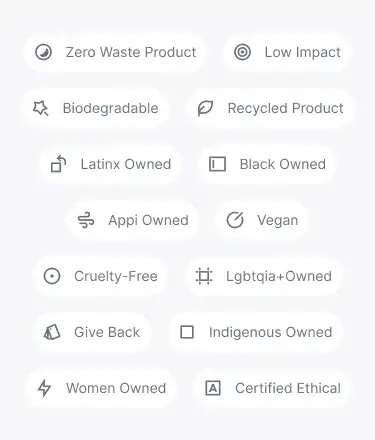 Zero Waste Product Low Impact
Biodegradable Recycled Product
Latinx Owned Black Owned
Appi Owned Vegan
Cruelty-Free Lgbtqia+Owned
Give Back Indigenous Owned
Women Owned Certified Ethical